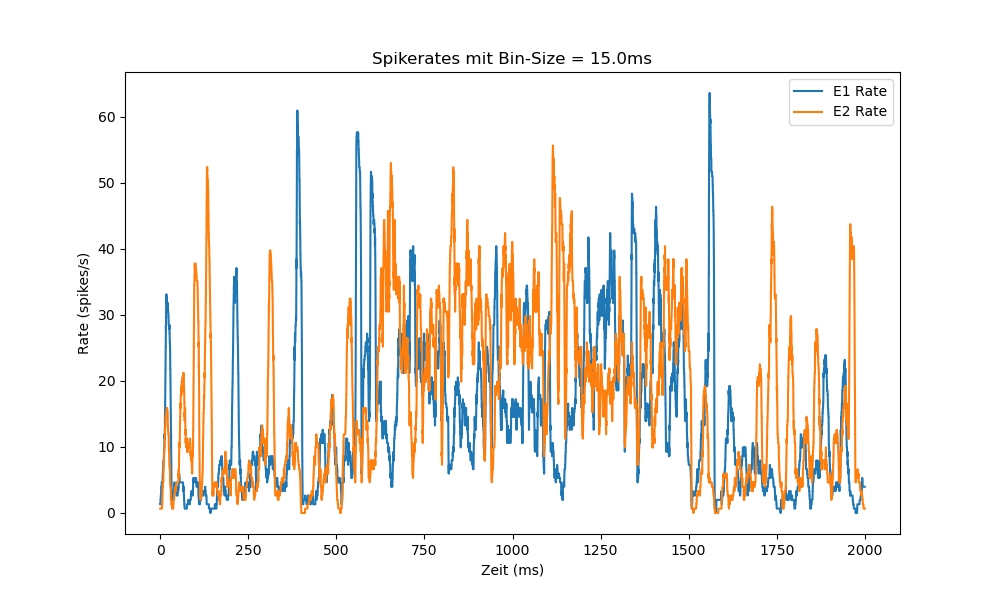 Spikerates mit Bin-Size = 15.0ms
E1 Rate
E2 Rate
60
50
40
30
20
10
0
Rate (spikes/s)
0 250 500 750 1000 1250 1500 1750 2000
Zeit (ms)